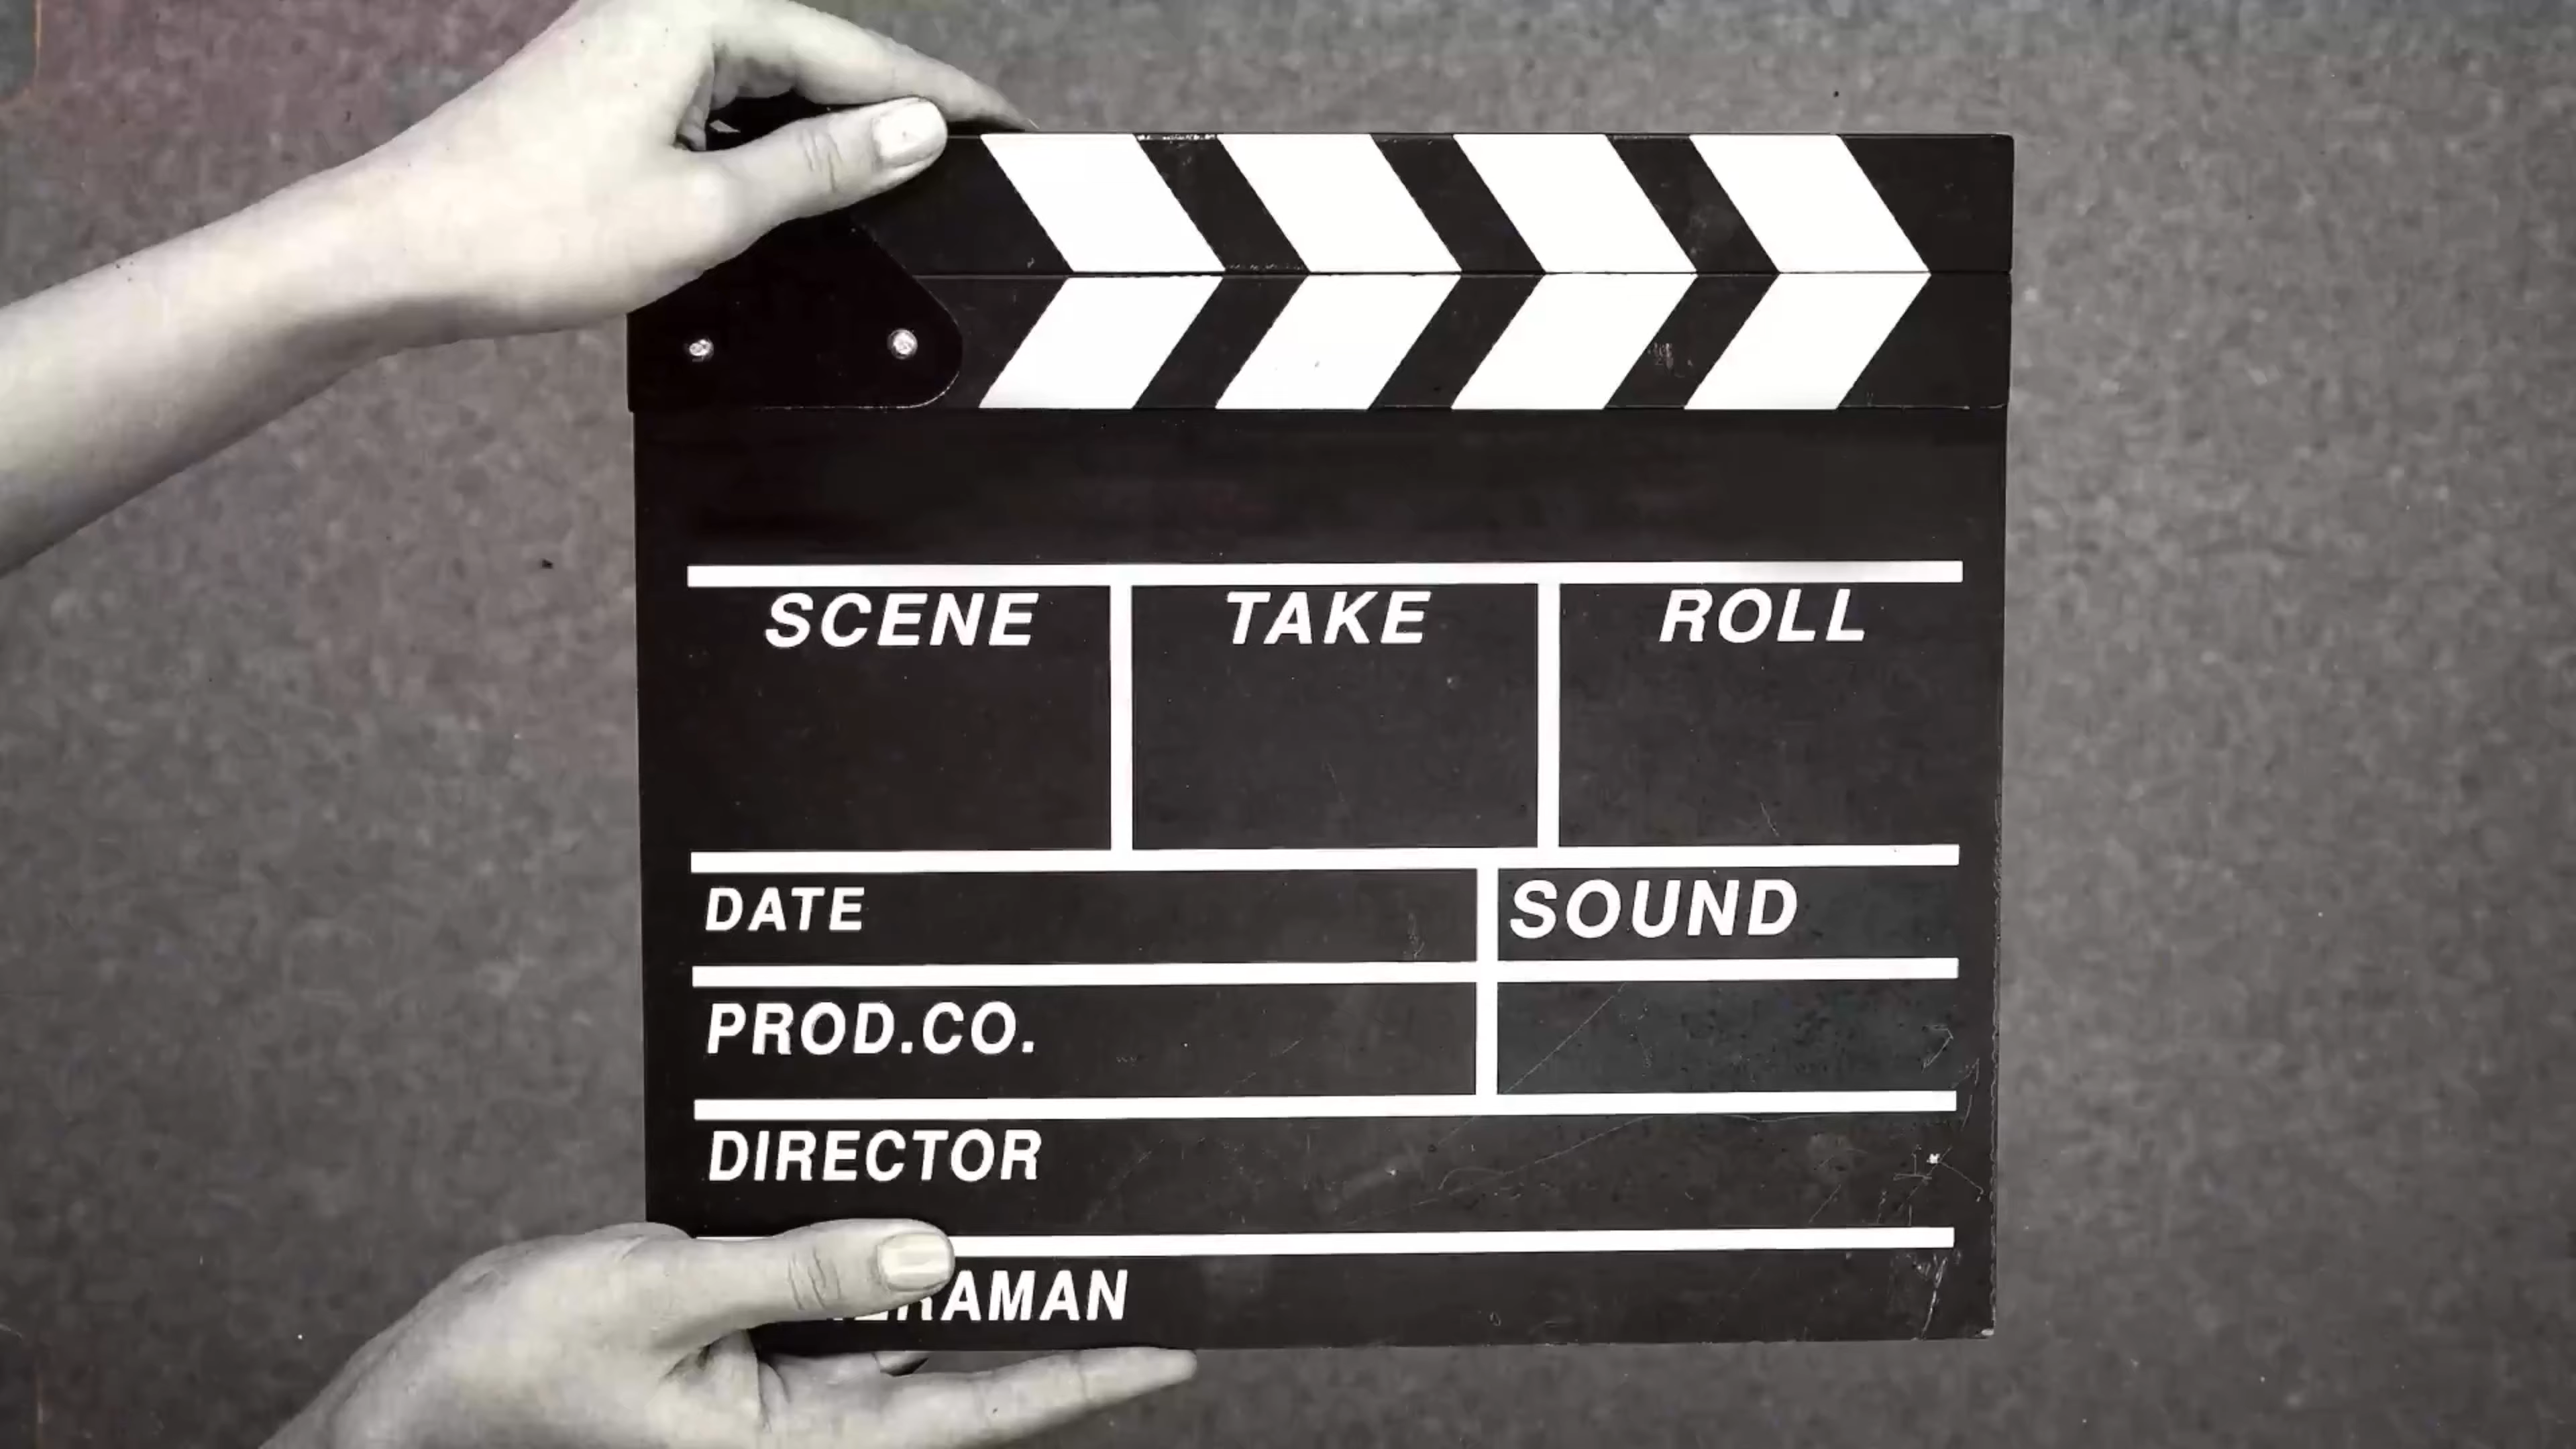 SCENE TAKE ROLL
DATE SOUND
PROD.CO.
DIRECTOR